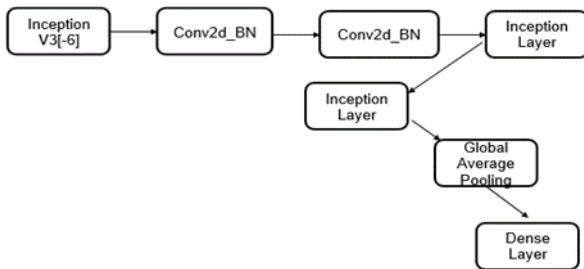 Inception
V3[-6]
Conv2d_BN
Conv2d_BN
Inception
Layer
Inception
Layer
Global
Average
Pooling
Dense
Layer